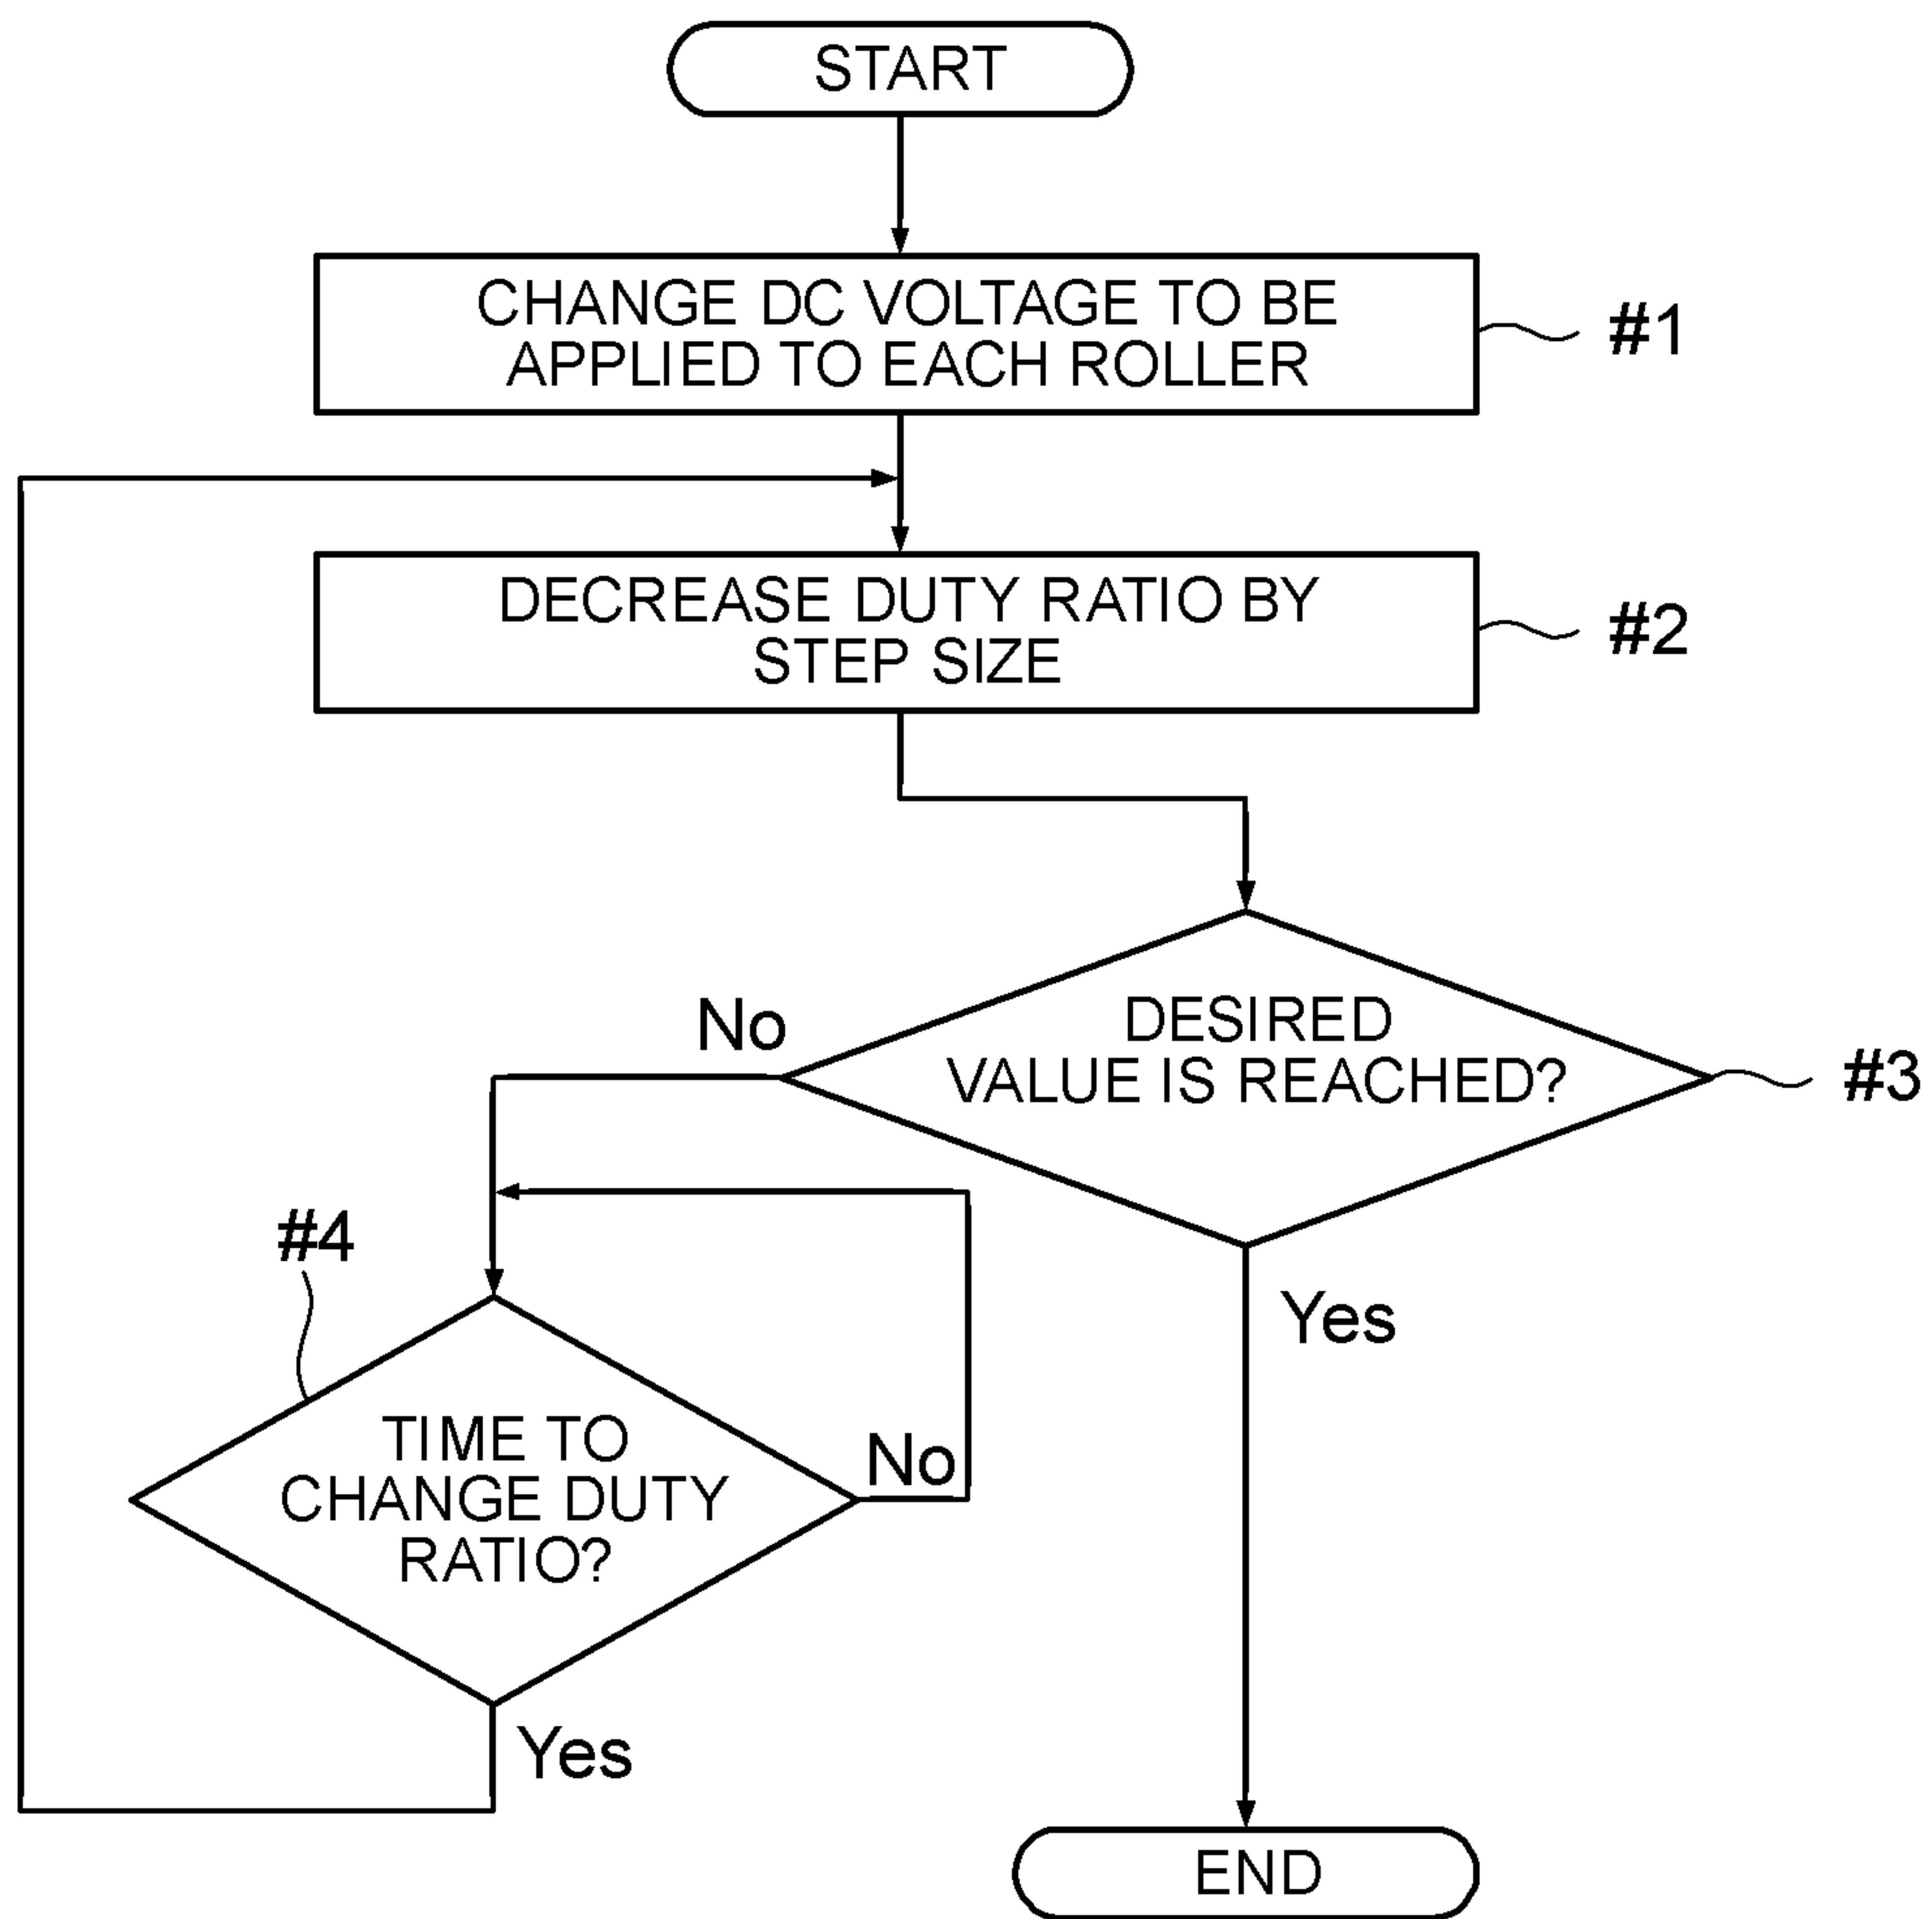 START
CHANGE DC VOLTAGE TO BE
APPLIED TO EACH ROLLER
#1
DECREASE DUTY RATIO BY
STEP SIZE
#2
DESIRED
VALUE IS REACHED?
#3
No
Yes
#4
TIME TO
CHANGE DUTY
RATIO?
No
Yes
END